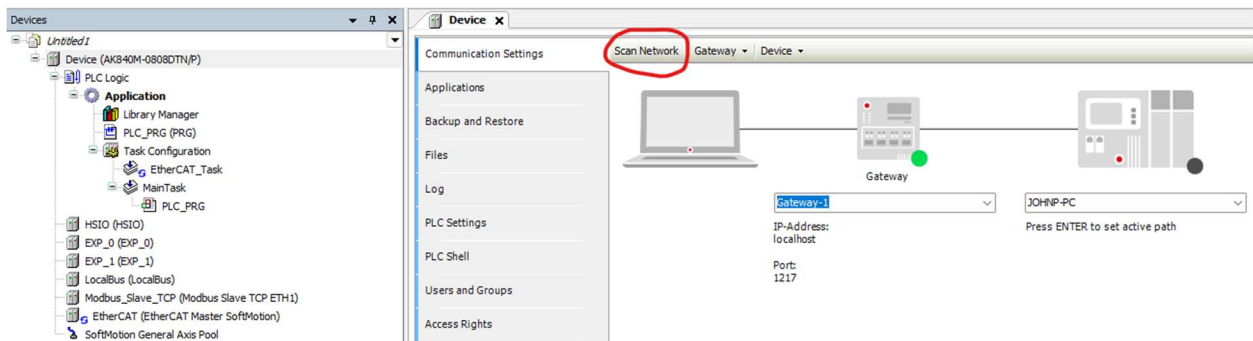 Devices
Untitled1
Device (AK840M-0808DTN/P)
PLC Logic
Application
Library Manager
PLC_PRG (PRG)
Task Configuration
EtherCAT_Task
MainTask
PLC_PRG
HSIO (HSIO)
EXP_0 (EXP_0)
EXP_1 (EXP_1)
LocalBus (LocalBus)
Modbus_Slave_TCP (Modbus Slave TCP ETH1)
EtherCAT (EtherCAT Master SoftMotion)
SoftMotion General Axis Pool
Device
Communication Settings
Applications
Backup and Restore
Files
Log
PLC Settings
PLC Shell
Users and Groups
Access Rights
Scan Network Gateway Device
Gateway
Gateway-1
IP-Address:
localhost
Port:
1217
JOHNP-PC
Press ENTER to set active path